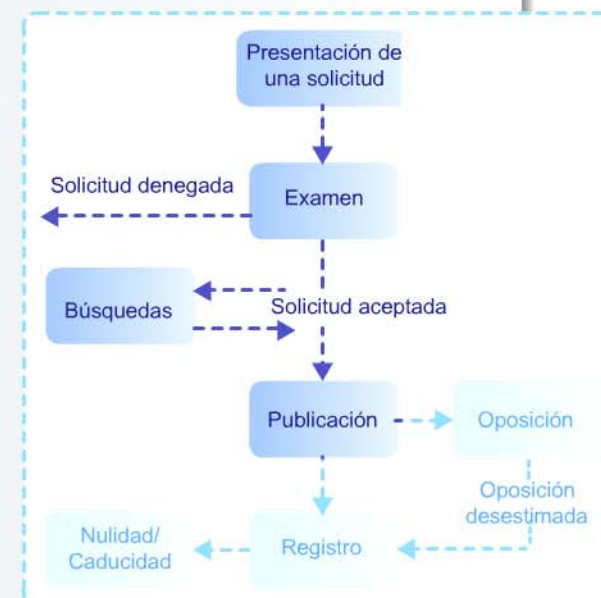 Presentación de
una solicitud
Solicitud denegada
Examen
Búsquedas
Solicitud aceptada
Publicación
Oposición
Oposición
desestimada
Nulidad/
Caducidad
Registro